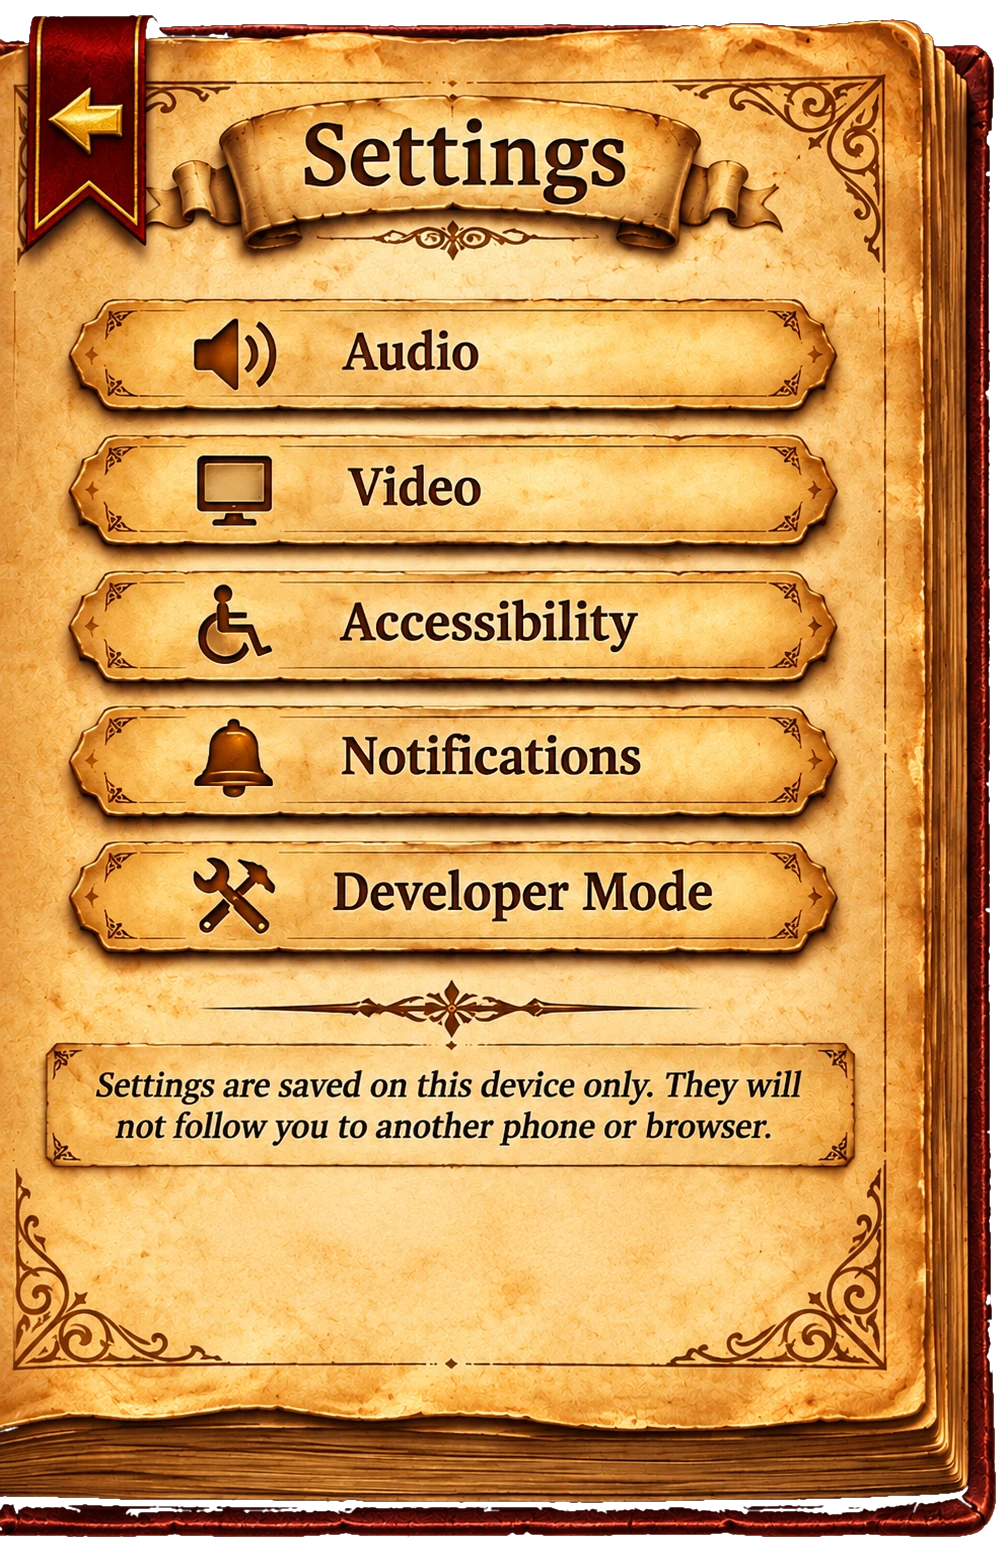 Settings
Audio
Video
Accessibility
Notifications
Developer Mode
Settings are saved on this device only. They will
not follow you to another phone or browser.